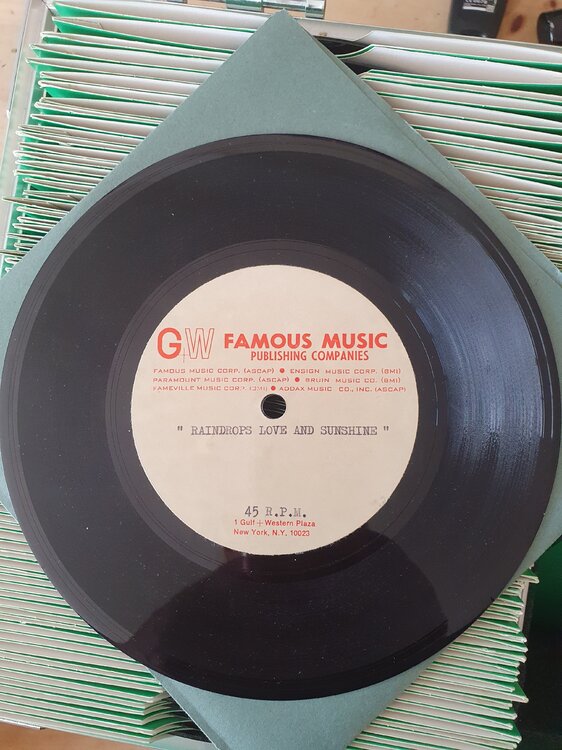 G+W FAMOUS MUSIC
PUBLISHING COMPANIES
FAMOUS MUSIC CORP. (ASCAP) ● ENSIGN MUSIC CORP. (BMI)
PARAMOUNT MUSIC CORP. (ASCAP) ● BRUIN MUSIC CO. (BMI)
FAMEVILLE MUSIC CORP. (BMI) ● ADDAX MUSIC CO., INC. (ASCAP)
" RAINDROPS LOVE AND SUNSHINE "
45 R.P.M.
1 Gulf + Western Plaza
New York, N.Y. 10023